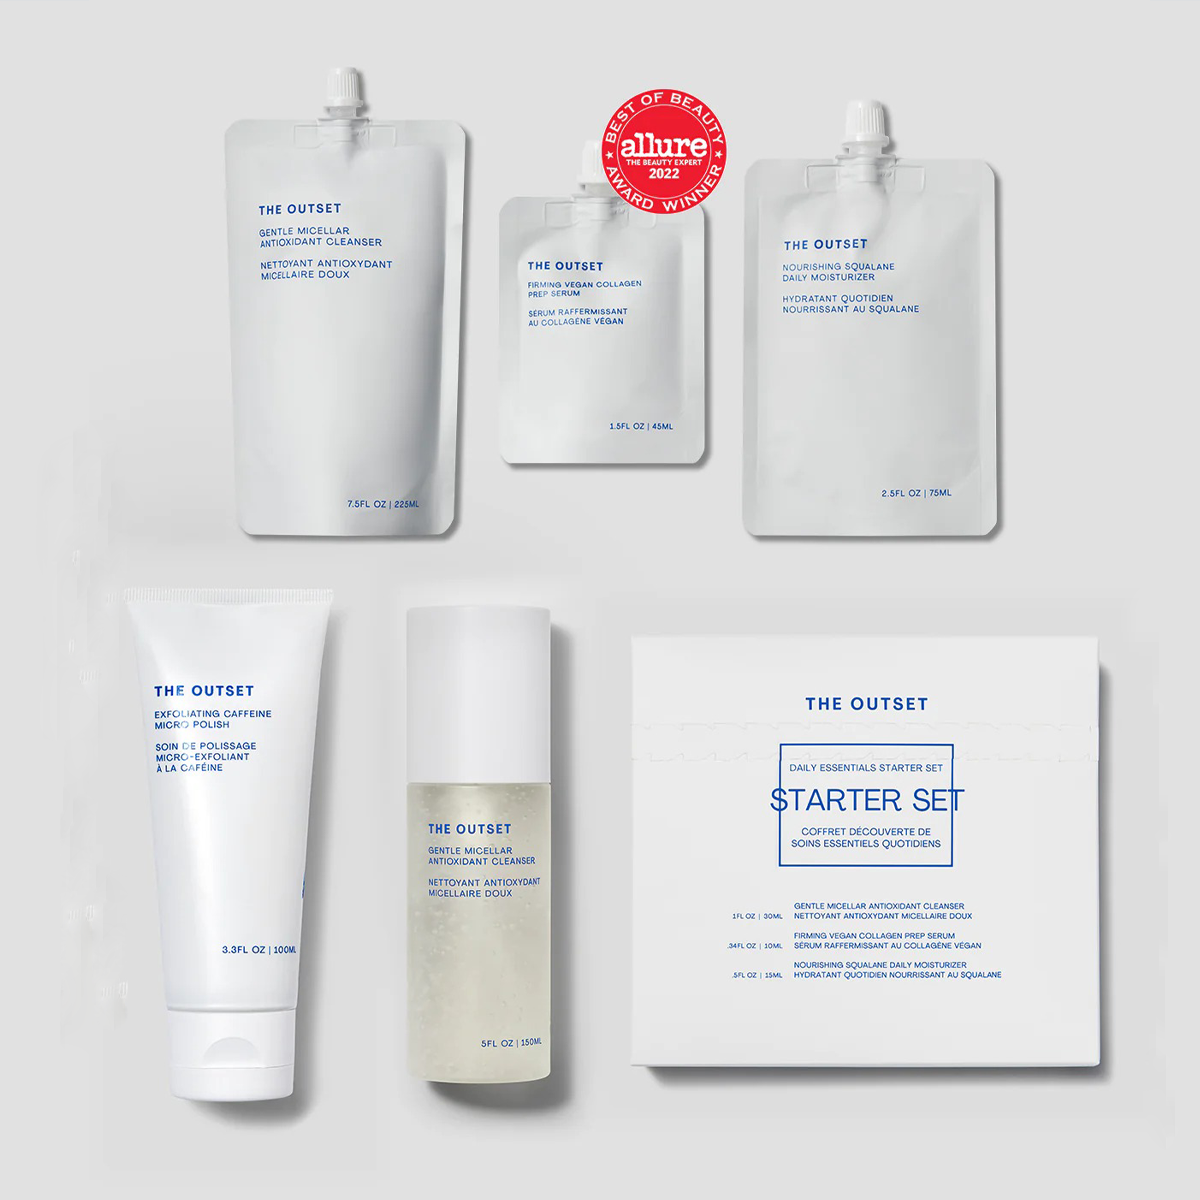 THE OUTSET
GENTLE MICELLAR
ANTIOXIDANT CLEANSER
NETTOYANT ANTIOXYDANT
MICELLAIRE DOUX
7.5FL OZ | 225ML
BEST OF BEAUTY
allure
THE BEAUTY EXPERT
2022
AWARD WINNER
THE OUTSET
FIRMING VEGAN COLLAGEN
PREP SERUM
SÉRUM RAFFERMISSANT
AU COLLAGÈNE VÉGAN
1.5FL OZ | 45ML
THE OUTSET
NOURISHING SQUALANE
DAILY MOISTURIZER
HYDRATANT QUOTIDIEN
NOURRISSANT AU SQUALANE
2.5FL OZ | 75ML
THE OUTSET
EXFOLIATING CAFFEINE
MICRO POLISH
SOIN DE POLISSAGE
MICRO-EXFOLIANT
À LA CAFÉINE
3.3FL OZ | 100ML
THE OUTSET
GENTLE MICELLAR
ANTIOXIDANT CLEANSER
NETTOYANT ANTIOXYDANT
MICELLAIRE DOUX
5FL OZ | 150ML
THE OUTSET
DAILY ESSENTIALS STARTER SET
STARTER SET
COFFRET DÉCOUVERTE DE
SOINS ESSENTIELS QUOTIDIENS
GENTLE MICELLAR ANTIOXIDANT CLEANSER
1FL OZ | 30ML NETTOYANT ANTIOXYDANT MICELLAIRE DOUX
FIRMING VEGAN COLLAGEN PREP SERUM
.34FL OZ | 10ML SÉRUM RAFFERMISSANT AU COLLAGÈNE VÉGAN
NOURISHING SQUALANE DAILY MOISTURIZER
.5FL OZ | 15ML HYDRATANT QUOTIDIEN NOURRISSANT AU SQUALANE